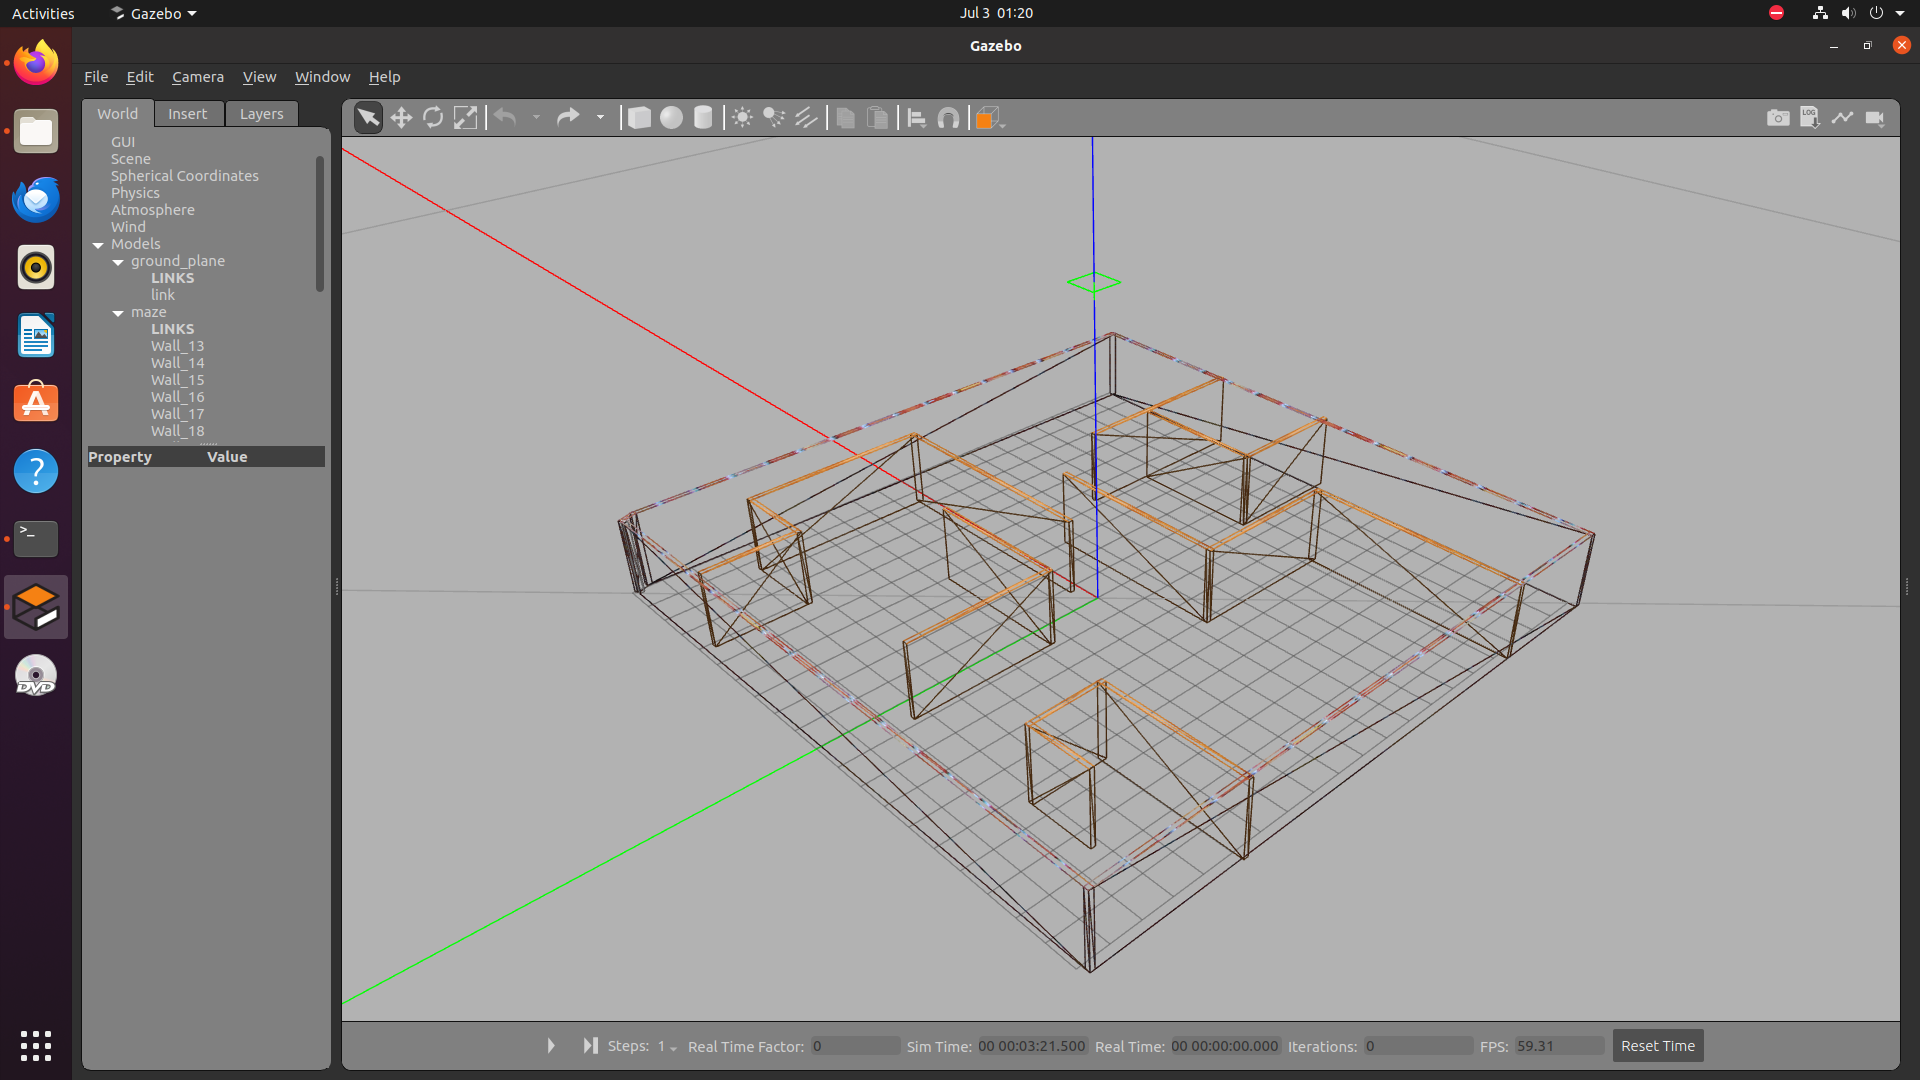 Activities
Gazebo
Jul 3 01:20
Gazebo
File Edit Camera View Window Help
World Insert Layers
LOG
GUI
Scene
Spherical Coordinates
Physics
Atmosphere
Wind
Models
ground_plane
LINKS
link
maze
LINKS
Wall_13
Wall_14
Wall_15
Wall_16
Wall_17
Wall_18
Property Value
>_
?
DVD
Steps: 1 Real Time Factor: 0 Sim Time: 00 00:03:21.500 Real Time: 00 00:00:00.000 Iterations: 0 FPS: 59.31 Reset Time